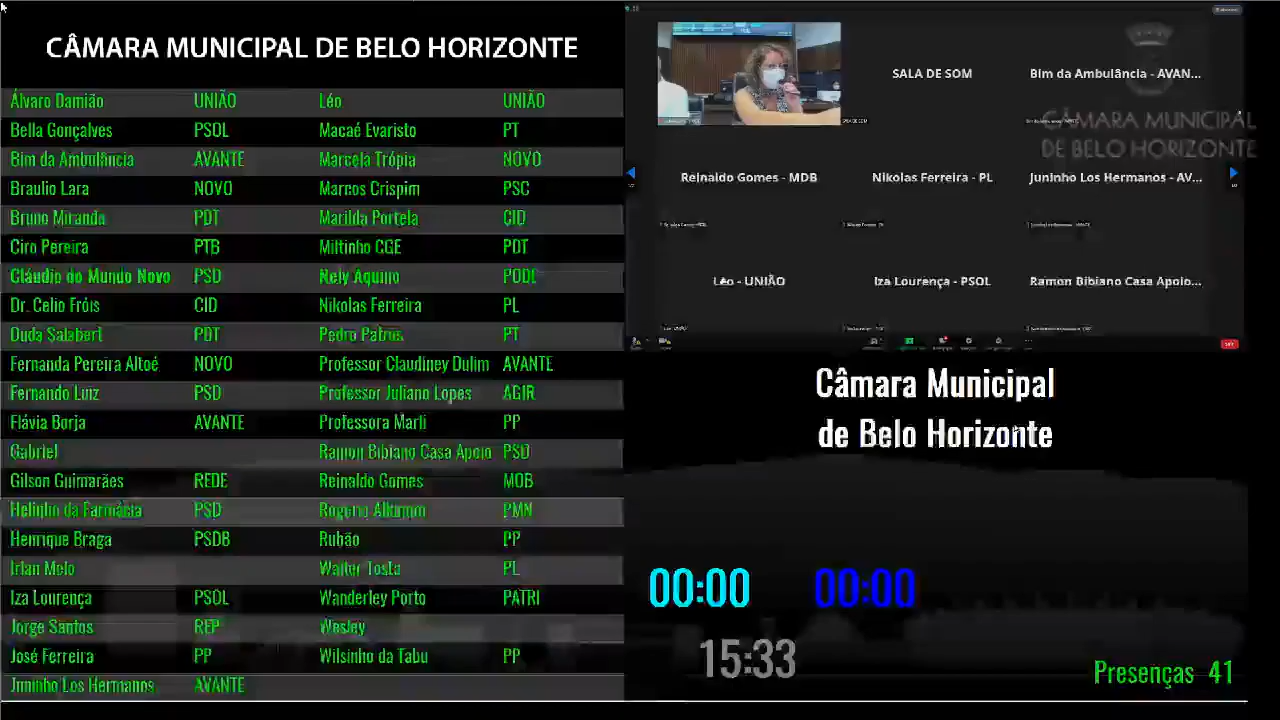 CÂMARA MUNICIPAL DE BELO HORIZONTE
Álvaro Damião UNIÃO Léo UNIÃO
Bella Gonçalves PSOL Macaé Evaristo PT
Bim da Ambulância AVANTE Marcela Trópia NOVO
Braulio Lara NOVO Marcos Crispim PSC
Bruno Miranda PDT Marilda Portela CID
Ciro Pereira PTB Miltinho CGE PDT
Cláudio do Mundo Novo PSD Nely Aquino PODE
Dr. Celio Fróis CID Nikolas Ferreira PL
Duda Salabert PDT Pedro Patrus PT
Fernanda Pereira Altoé NOVO Professor Claudiney Dulim AVANTE
Fernando Luiz PSD Professor Juliano Lopes AGIR
Flávia Borja AVANTE Professora Marli PP
Gabriel Ramon Bibiano Casa Apoio PSD
Gilson Guimarães REDE Reinaldo Gomes MDB
Helinho da Farmácia PSD Rogerio Alkimim PMN
Henrique Braga PSDB Rubão PP
Irlan Melo Walter Tosta PL
Iza Lourença PSOL Wanderley Porto PATRI
Jorge Santos REP Wesley
José Ferreira PP Wilsinho da Tabu PP
Juninho Los Hermanos AVANTE
SALA DE SOM
Bim da Ambulância - AVAN...
CÂMARA MUNICIPAL
DE BELO HORIZONTE
Reinaldo Gomes - MDB
Nikolas Ferreira - PL
Juninho Los Hermanos - AV...
Léo - UNIÃO
Iza Lourença - PSOL
Ramon Bibiano Casa Apoio...
Câmara Municipal
de Belo Horizonte
00:00 00:00
15:33
Presenças 41